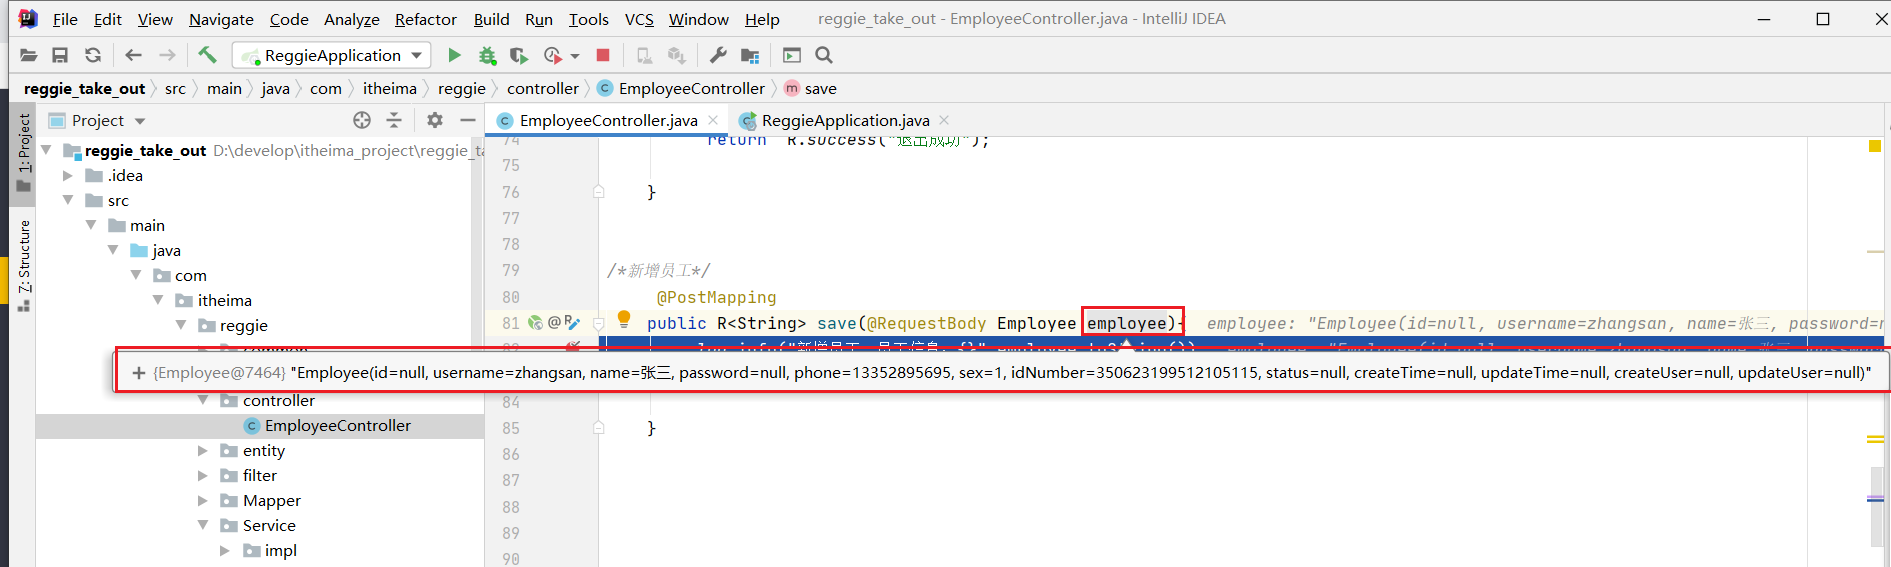 File Edit View Navigate Code Analyze Refactor Build Run Tools VCS Window Help reggie_take_out - EmployeeController.java - IntelliJ IDEA
ReggieApplication
reggie_take_out src main java com itheima reggie controller EmployeeController save
1: Project
Z: Structure
Project
reggie_take_out D:\develop\itheima_project\reggie_ta
.idea
src
main
java
com
itheima
reggie
common
controller
EmployeeController
entity
filter
Mapper
Service
impl
EmployeeController.java ReggieApplication.java
74 return R.success("退出成功");
75
76 }
77
78
79 /*新增员工*/
80 @PostMapping
81 public R<String> save(@RequestBody Employee employee){ employee: "Employee(id=null, username=zhangsan, name=张三, password=n
{Employee@7464} "Employee(id=null, username=zhangsan, name=张三, password=null, phone=13352895695, sex=1, idNumber=350623199512105115, status=null, createTime=null, updateTime=null, createUser=null, updateUser=null)"
84
85 }
86
87
88
89
90